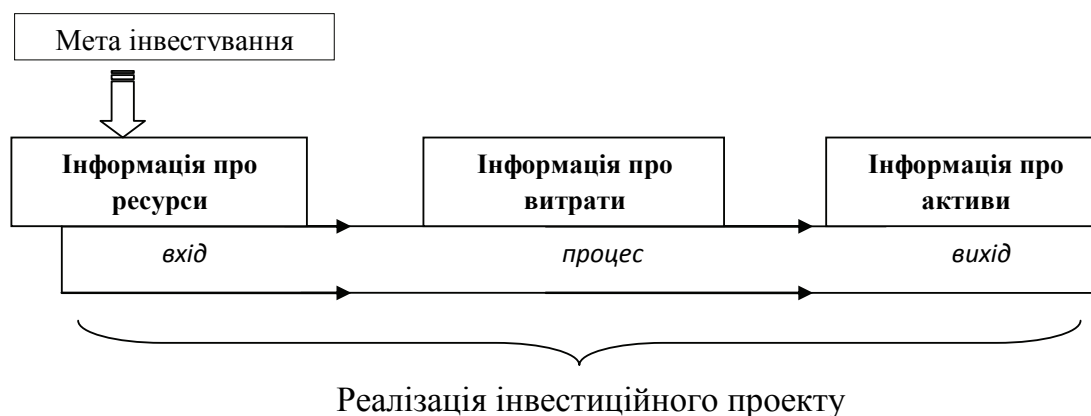 Мета інвестування
Інформація про
ресурси
Інформація про
витрати
Інформація про
активи
вхід
процес
вихід
Реалізація інвестиційного проекту